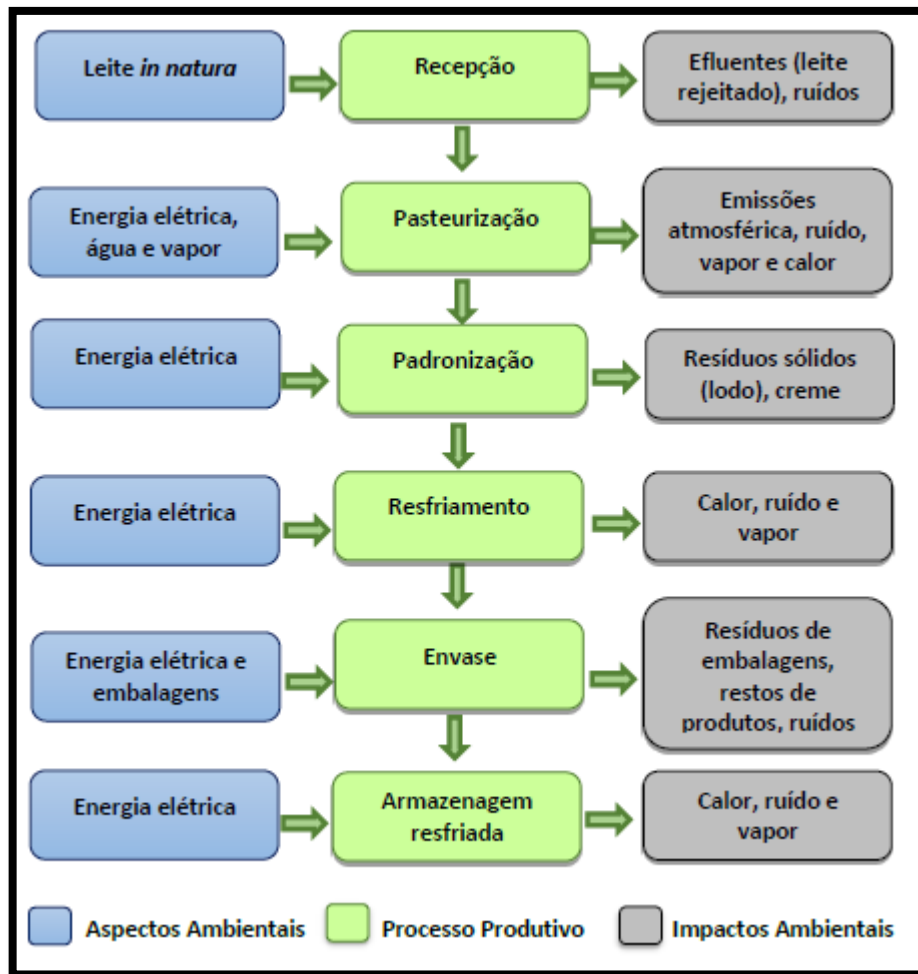 Leite in natura
Recepção
Efluentes (leite
rejeitado), ruídos
Energia elétrica,
água e vapor
Pasteurização
Emissões
atmosférica, ruído,
vapor e calor
Energia elétrica
Padronização
Resíduos sólidos
(lodo), creme
Energia elétrica
Resfriamento
Calor, ruído e
vapor
Energia elétrica e
embalagens
Envase
Resíduos de
embalagens,
restos de
produtos, ruídos
Energia elétrica
Armazenagem
resfriada
Calor, ruído e
vapor
Aspectos Ambientais
Processo Produtivo
Impactos Ambientais